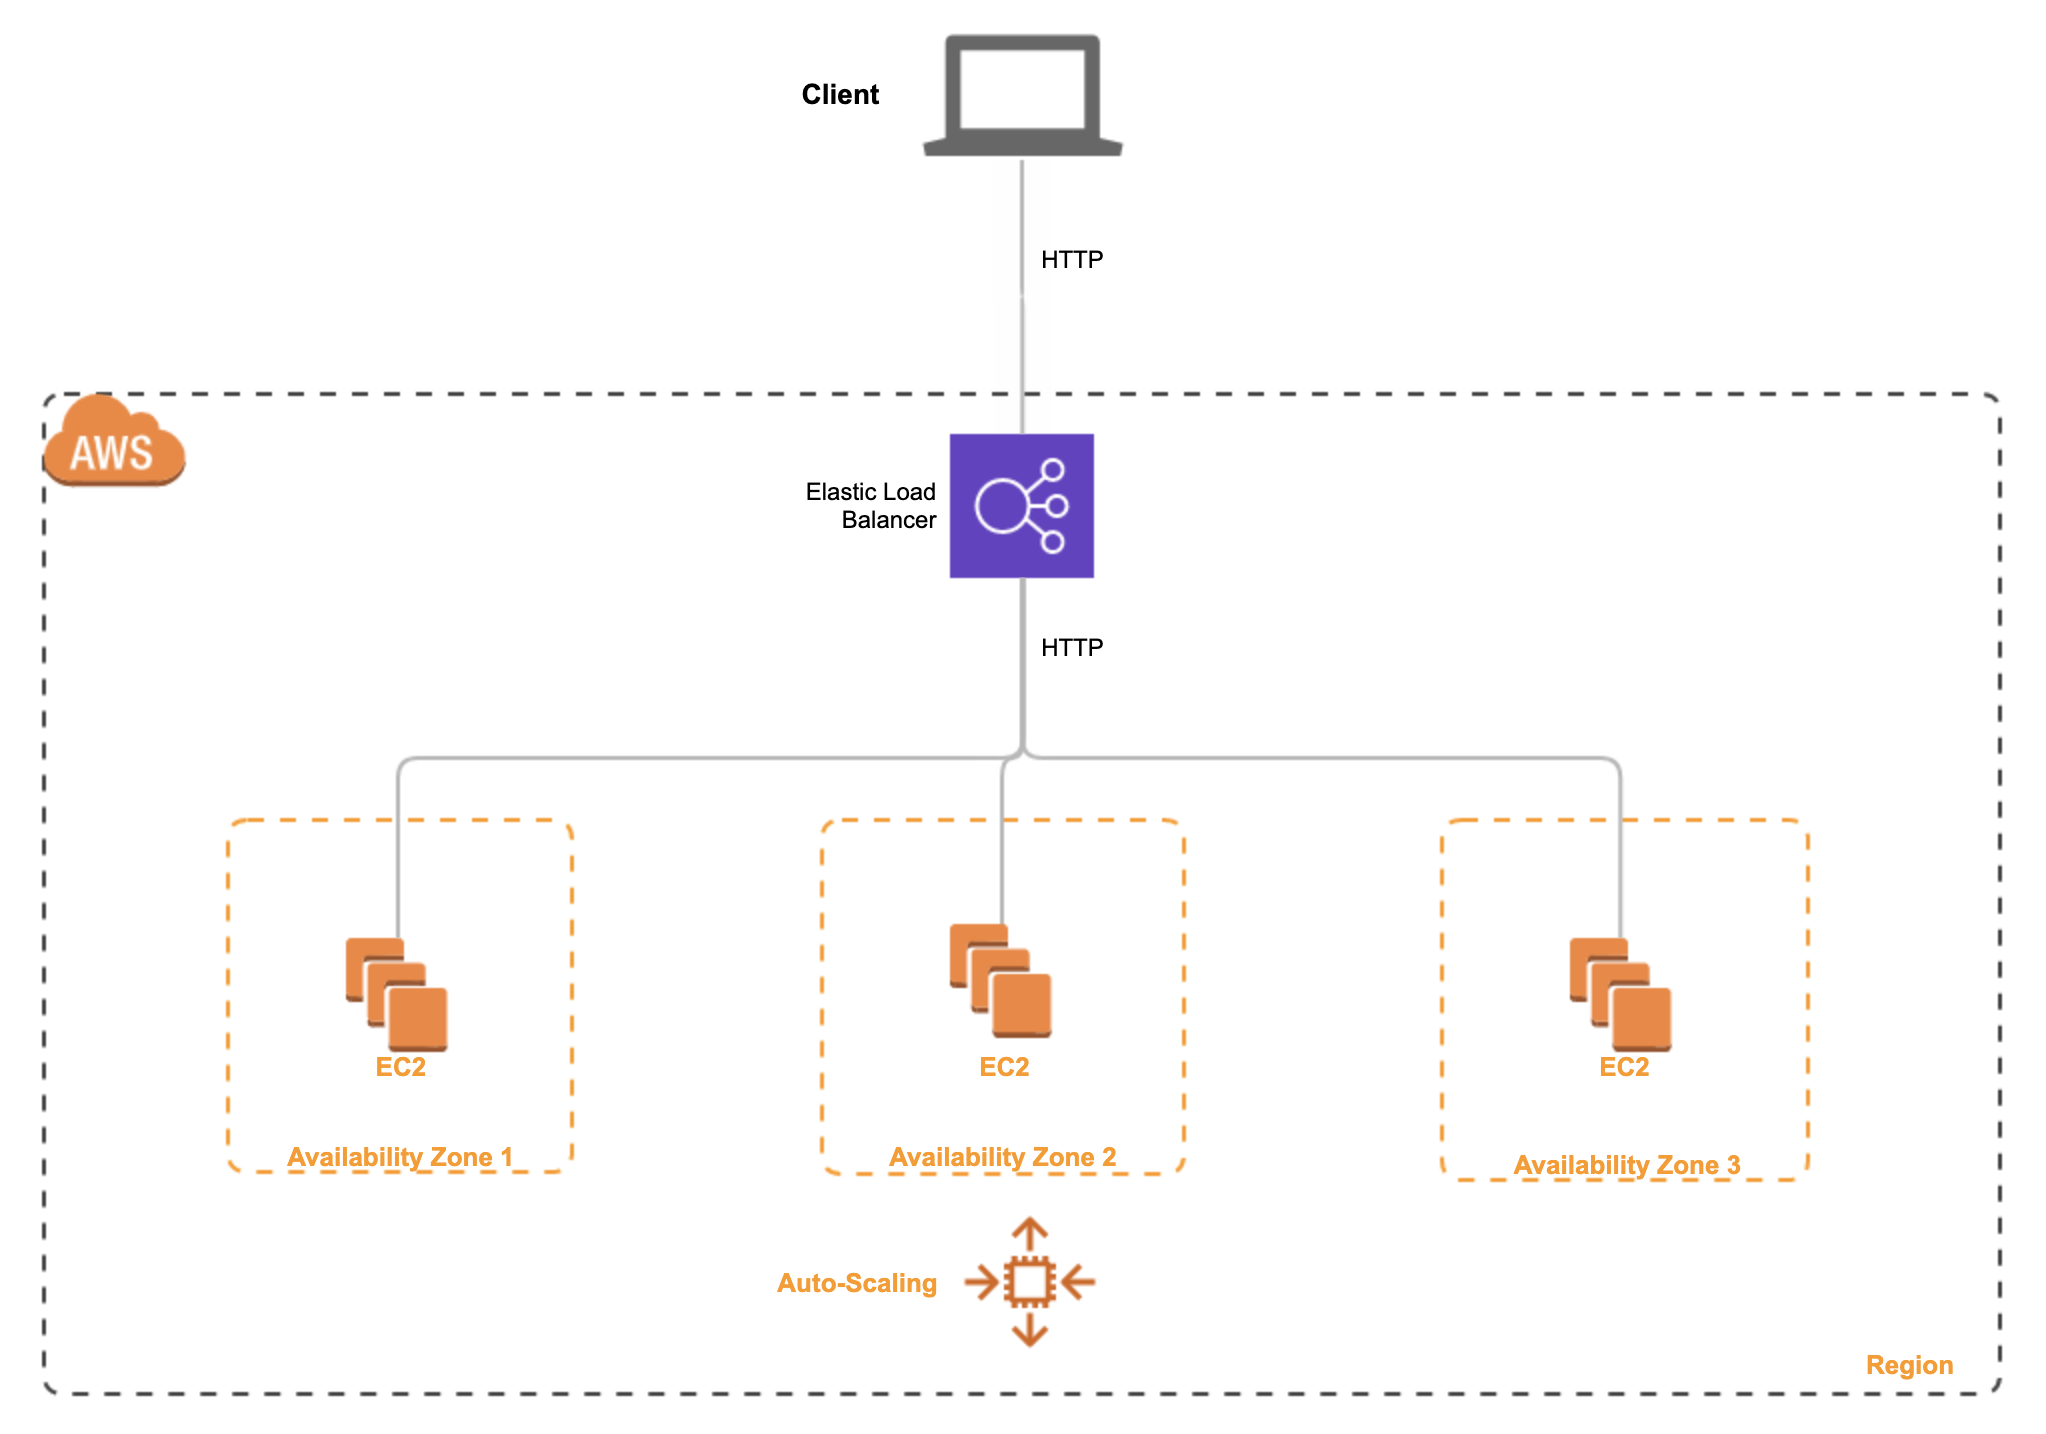 Client
HTTP
AWS
Elastic Load
Balancer
HTTP
EC2
EC2
EC2
Availability Zone 1
Availability Zone 2
Availability Zone 3
Auto-Scaling
Region